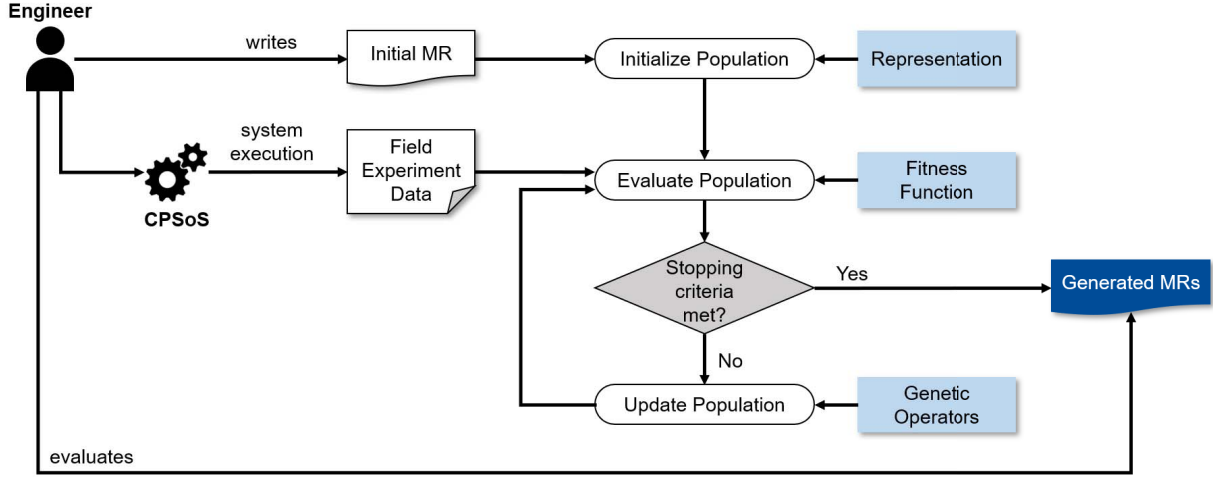 Engineer
writes
Initial MR
Initialize Population
Representation
system
execution
Field
Experiment
Data
Evaluate Population
Fitness
Function
CPSoS
Stopping
criteria
met?
Yes
Generated MRs
No
Update Population
Genetic
Operators
evaluates